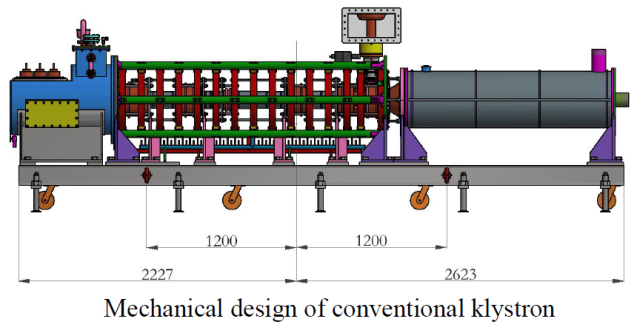 1200 1200
2227 2623
Mechanical design of conventional klystron